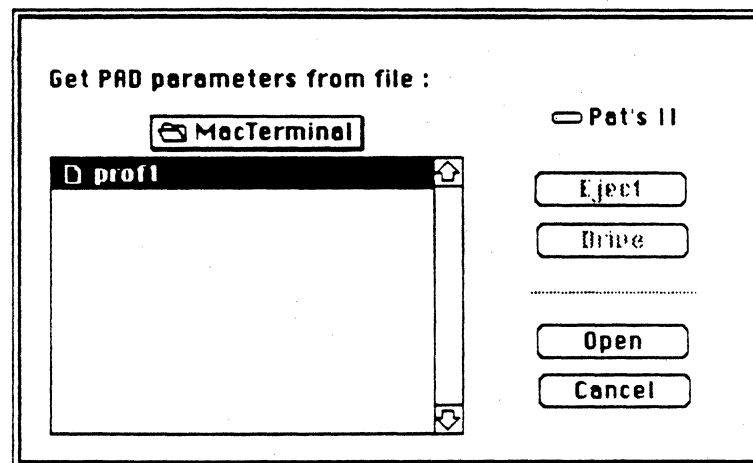 Get PAD parameters from file :
MacTerminal
Pat's II
prof1
Eject
Drive
Open
Cancel